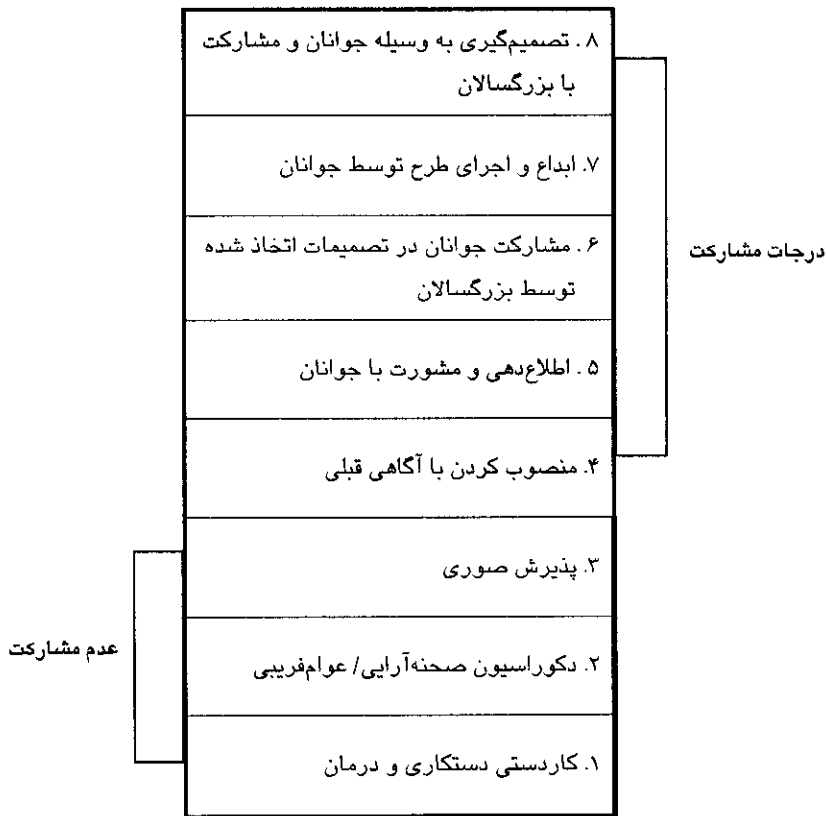 ۸. تصمیم‌گیری به وسیله جوانان و مشارکت
با بزرگسالان
۷. ابداع و اجرای طرح توسط جوانان
۶. مشارکت جوانان در تصمیمات اتخاذ شده
توسط بزرگسالان
درجات مشارکت
۵. اطلاع‌دهی و مشورت با جوانان
۴. منصوب کردن با آگاهی قبلی
۳. پذیرش صوری
عدم مشارکت
۲. دکوراسیون صحنه‌آرایی/ عوام‌فریبی
۱. کاردستی دستکاری و درمان